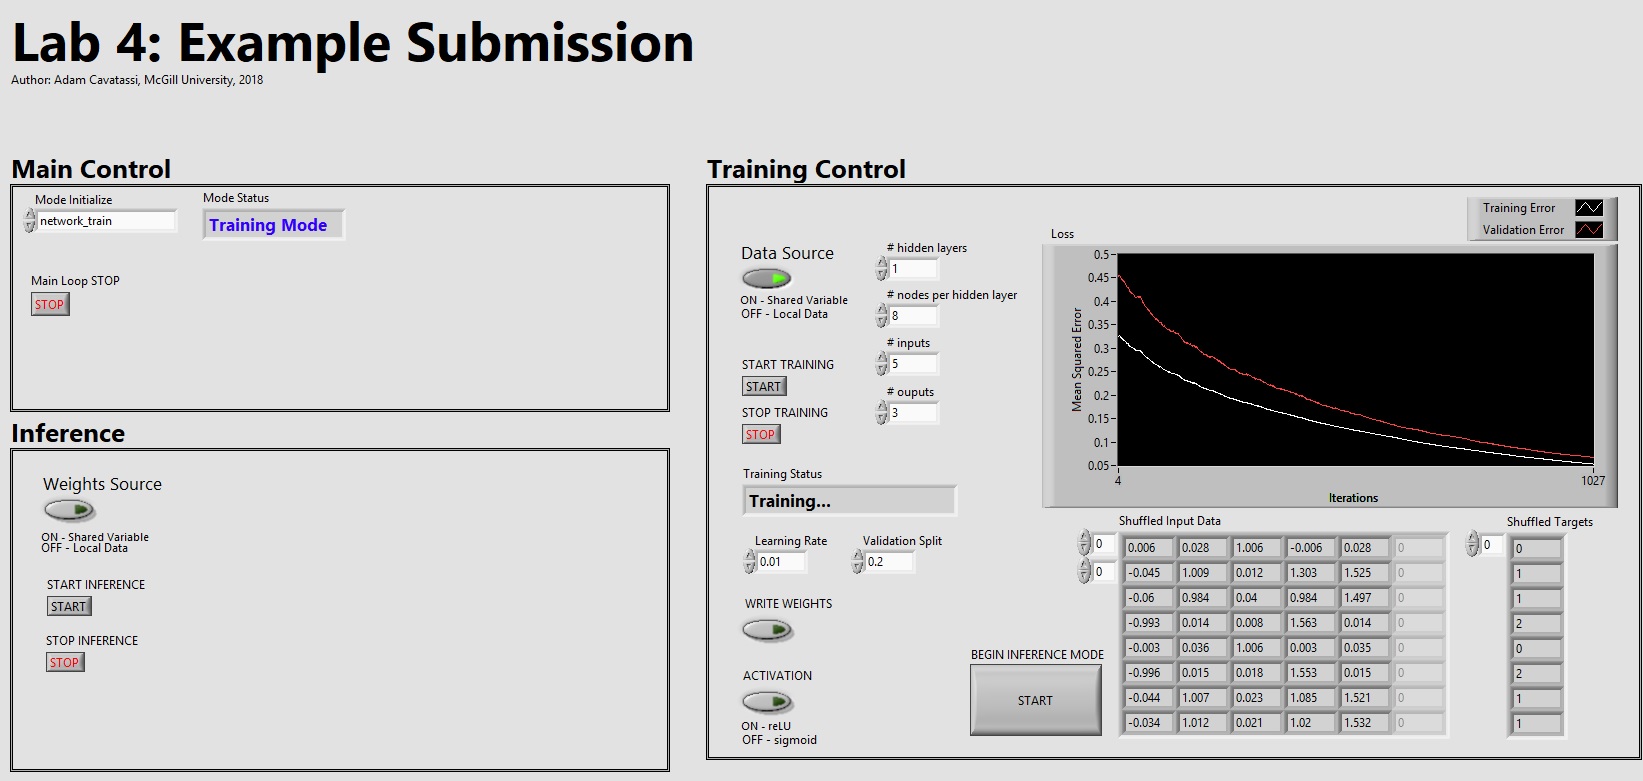 Lab 4: Example Submission
Author: Adam Cavatassi, McGill University, 2018
Main Control
Mode Initialize
network_train
Mode Status
Training Mode
Main Loop STOP
STOP
Inference
Weights Source
ON - Shared Variable
OFF - Local Data
START INFERENCE
START
STOP INFERENCE
STOP
Training Control
Data Source
ON - Shared Variable
OFF - Local Data
START TRAINING
START
STOP TRAINING
STOP
# hidden layers
1
# nodes per hidden layer
8
# inputs
5
# ouputs
3
Training Status
Training...
Learning Rate
0.01
Validation Split
0.2
WRITE WEIGHTS
ACTIVATION
ON - reLU
OFF - sigmoid
BEGIN INFERENCE MODE
START
Training Error
Validation Error
Loss
Mean Squared Error
0.5
0.45
0.4
0.35
0.3
0.25
0.2
0.15
0.1
0.05
4 1027
Iterations
Shuffled Input Data
0
0
0.006 0.028 1.006 -0.006 0.028 0
-0.045 1.009 0.012 1.303 1.525 0
-0.06 0.984 0.04 0.984 1.497 0
-0.993 0.014 0.008 1.563 0.014 0
-0.003 0.036 1.006 0.003 0.035 0
-0.996 0.015 0.018 1.553 0.015 0
-0.044 1.007 0.023 1.085 1.521 0
-0.034 1.012 0.021 1.02 1.532 0
Shuffled Targets
0
0
1
1
2
0
2
1
1